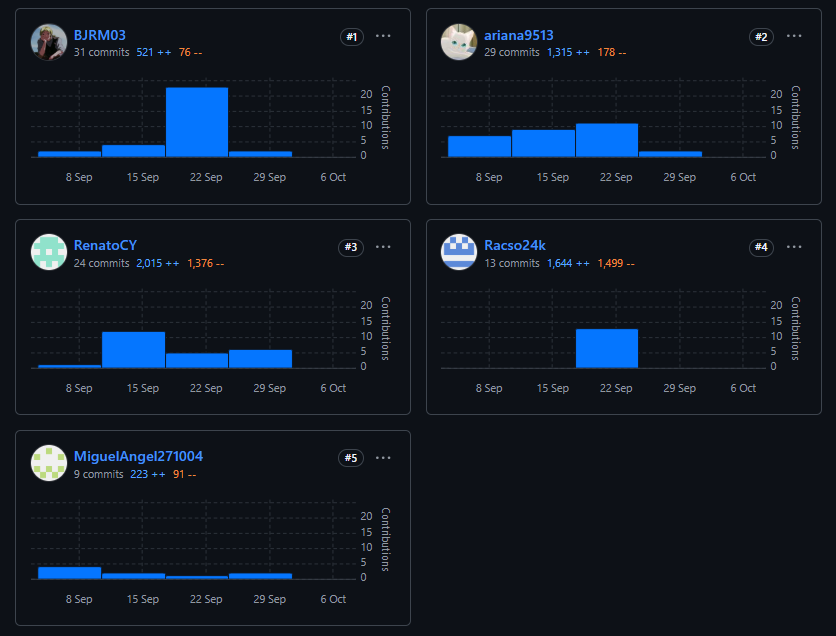 BJRM03 #1 ···
31 commits 521 ++ 76 --
20
15
10
5
0
Contributions
8 Sep 15 Sep 22 Sep 29 Sep 6 Oct
ariana9513 #2 ···
29 commits 1,315 ++ 178 --
20
15
10
5
0
Contributions
8 Sep 15 Sep 22 Sep 29 Sep 6 Oct
RenatoCY #3 ···
24 commits 2,015 ++ 1,376 --
20
15
10
5
0
Contributions
8 Sep 15 Sep 22 Sep 29 Sep 6 Oct
Racso24k #4 ···
13 commits 1,644 ++ 1,499 --
20
15
10
5
0
Contributions
8 Sep 15 Sep 22 Sep 29 Sep 6 Oct
MiguelAngel271004 #5 ···
9 commits 223 ++ 91 --
20
15
10
5
0
Contributions
8 Sep 15 Sep 22 Sep 29 Sep 6 Oct